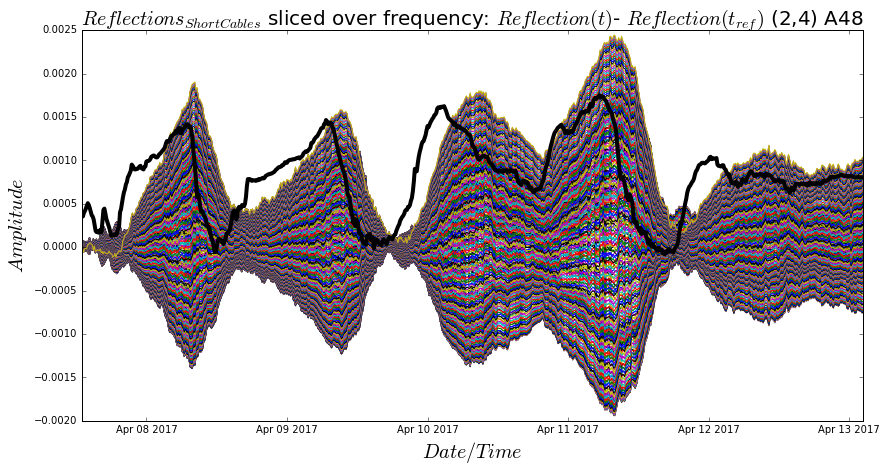 Reflections_ShortCables sliced over frequency: Reflection(t)- Reflection(t_ref) (2,4) A48
0.0025
0.0020
0.0015
0.0010
0.0005
0.0000
−0.0005
−0.0010
−0.0015
−0.0020
Amplitude
Apr 08 2017 Apr 09 2017 Apr 10 2017 Apr 11 2017 Apr 12 2017 Apr 13 2017
Date/Time